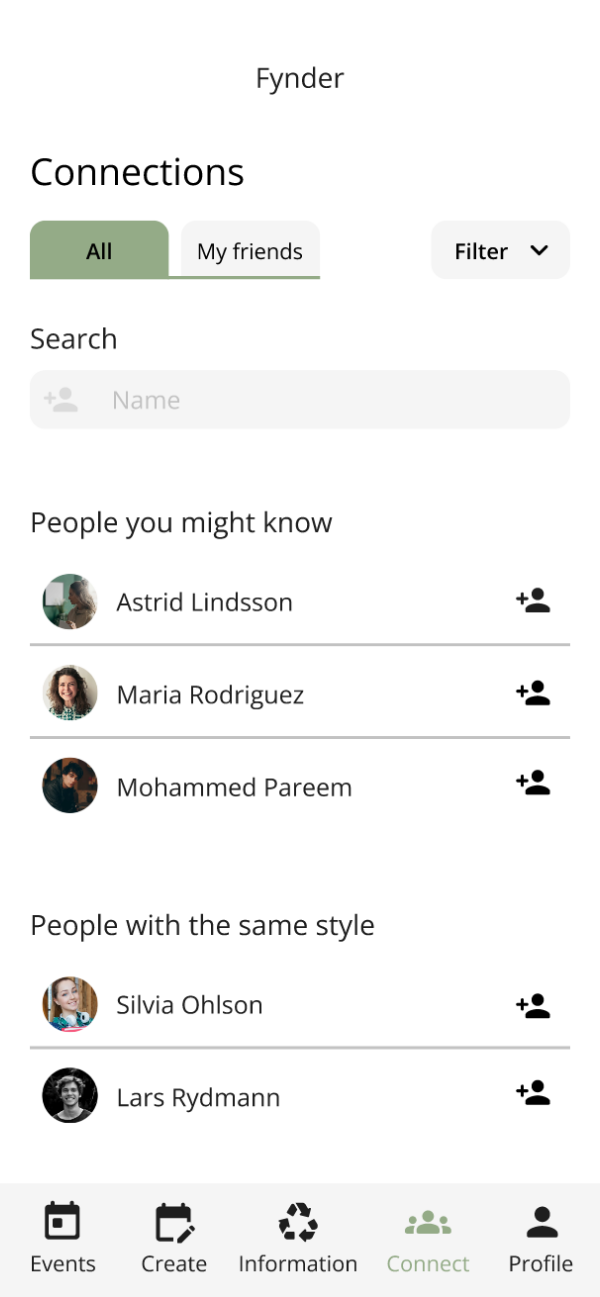 Fynder
Connections
All
My friends
Filter
Search
Name
People you might know
Astrid Lindsson
Maria Rodriguez
Mohammed Pareem
People with the same style
Silvia Ohlson
Lars Rydmann
Events
Create
Information
Connect
Profile